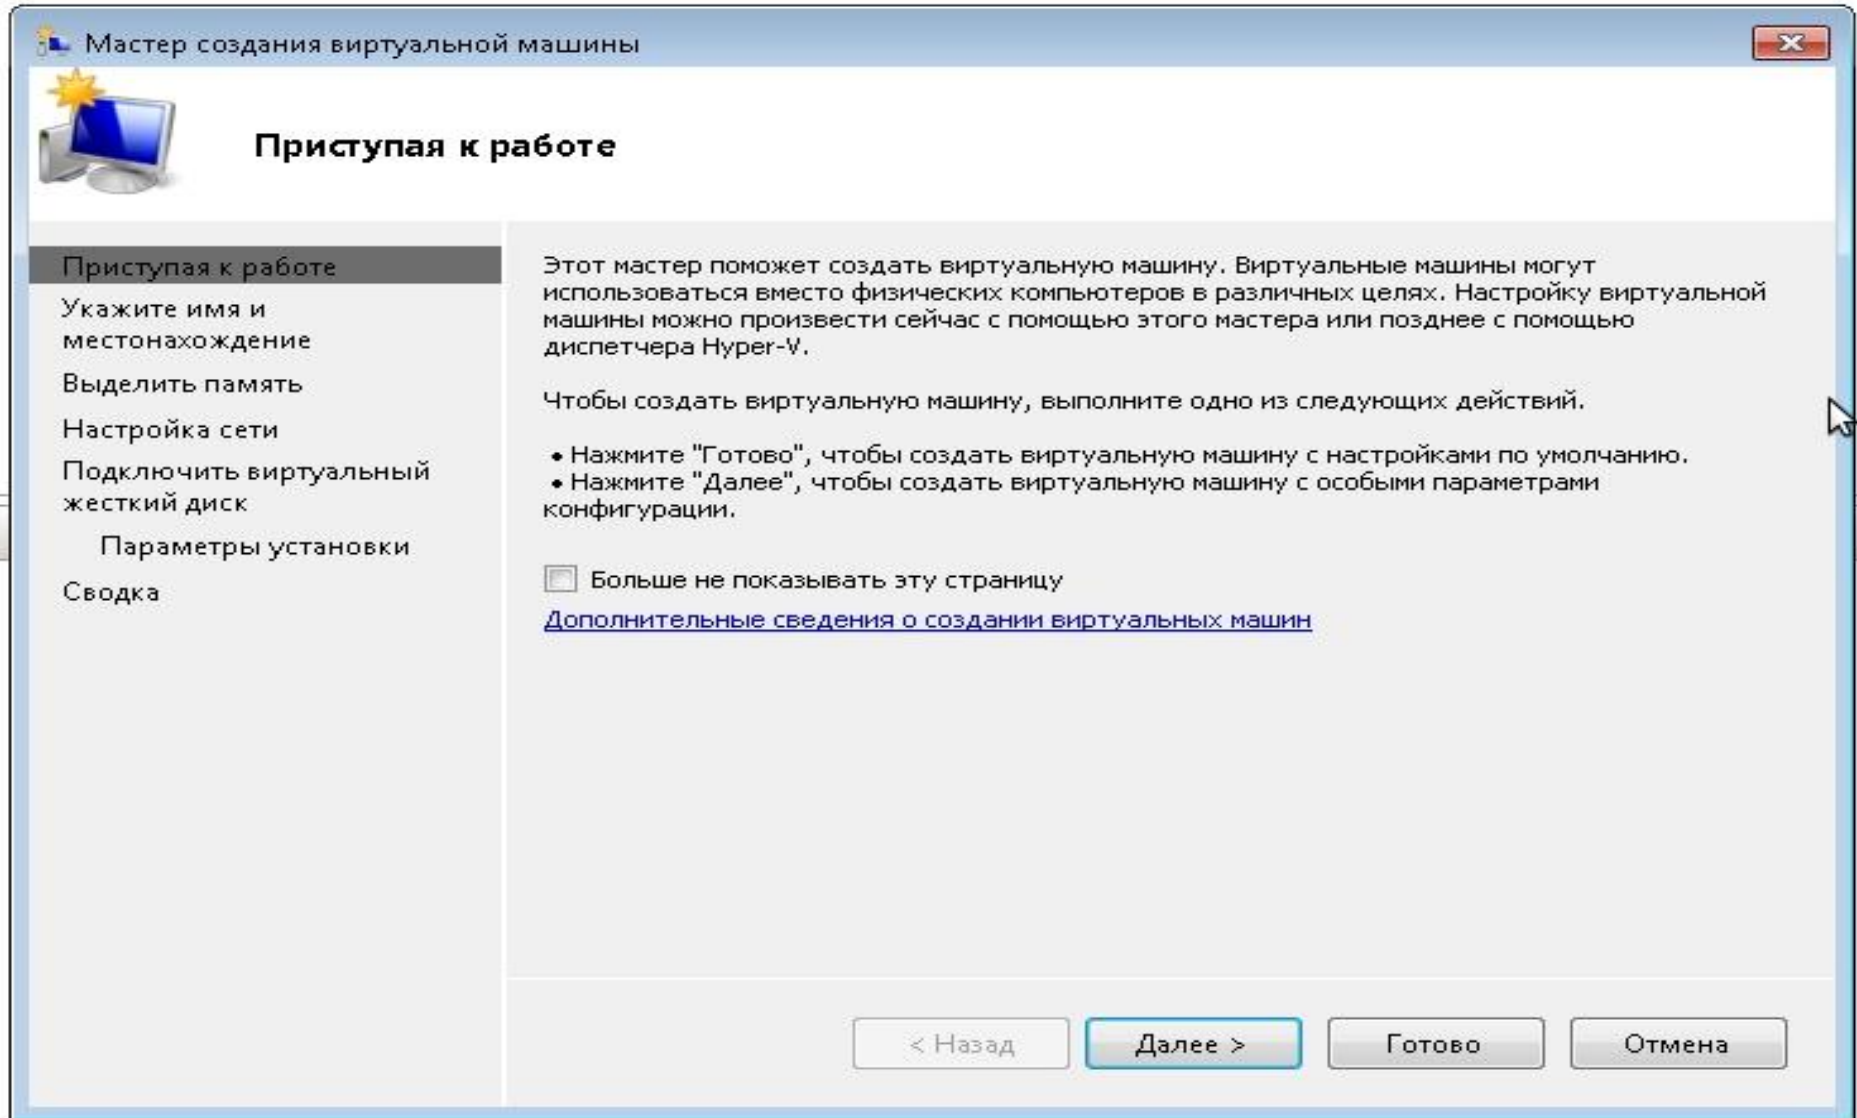 Мастер создания виртуальной машины
Приступая к работе
Приступая к работе
Укажите имя и
местонахождение
Выделить память
Настройка сети
Подключить виртуальный
жесткий диск
Параметры установки
Сводка
Этот мастер поможет создать виртуальную машину. Виртуальные машины могут
использоваться вместо физических компьютеров в различных целях. Настройку виртуальной
машины можно произвести сейчас с помощью этого мастера или позднее с помощью
диспетчера Hyper-V.
Чтобы создать виртуальную машину, выполните одно из следующих действий.
• Нажмите "Готово", чтобы создать виртуальную машину с настройками по умолчанию.
• Нажмите "Далее", чтобы создать виртуальную машину с особыми параметрами
конфигурации.
Больше не показывать эту страницу
Дополнительные сведения о создании виртуальных машин
< Назад
Далее >
Готово
Отмена